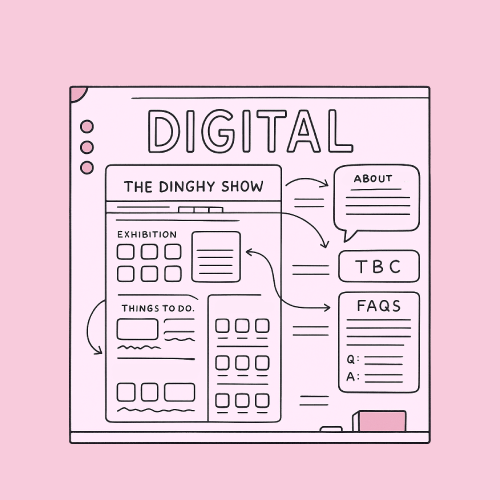 DIGITAL
THE DINGHY SHOW
EXHIBITION
THINGS TO DO.
ABOUT
TBC
FAQS
Q:
A: